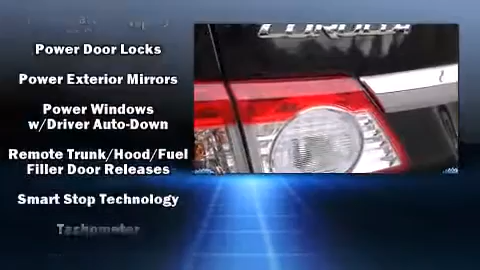 COROLLA
Power Door Locks
Power Exterior Mirrors
Power Windows
w/Driver Auto-Down
Remote Trunk/Hood/Fuel
Filler Door Releases
Smart Stop Technology
Tachometer